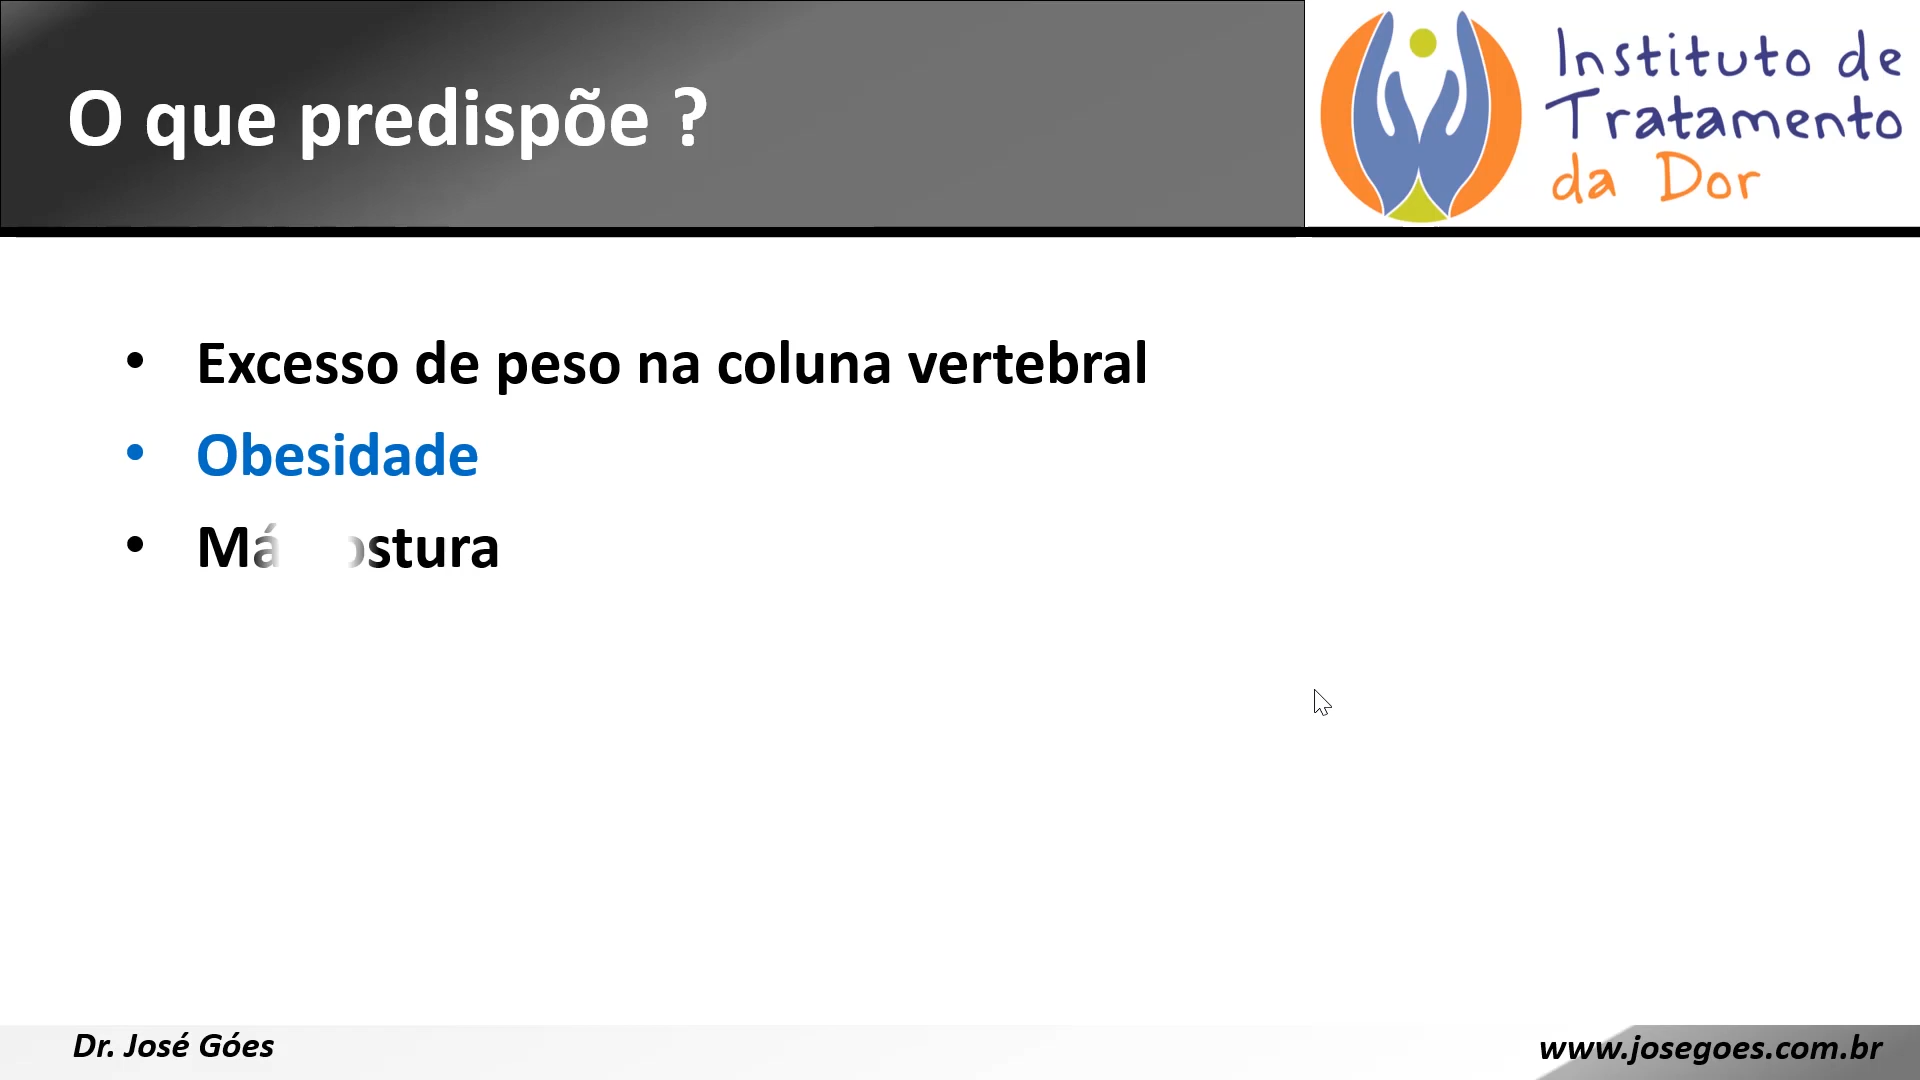 O que predispõe ?
Instituto de
Tratamento
da Dor
• Excesso de peso na coluna vertebral
• Obesidade
• Má postura
Dr. José Góes
www.josegoes.com.br